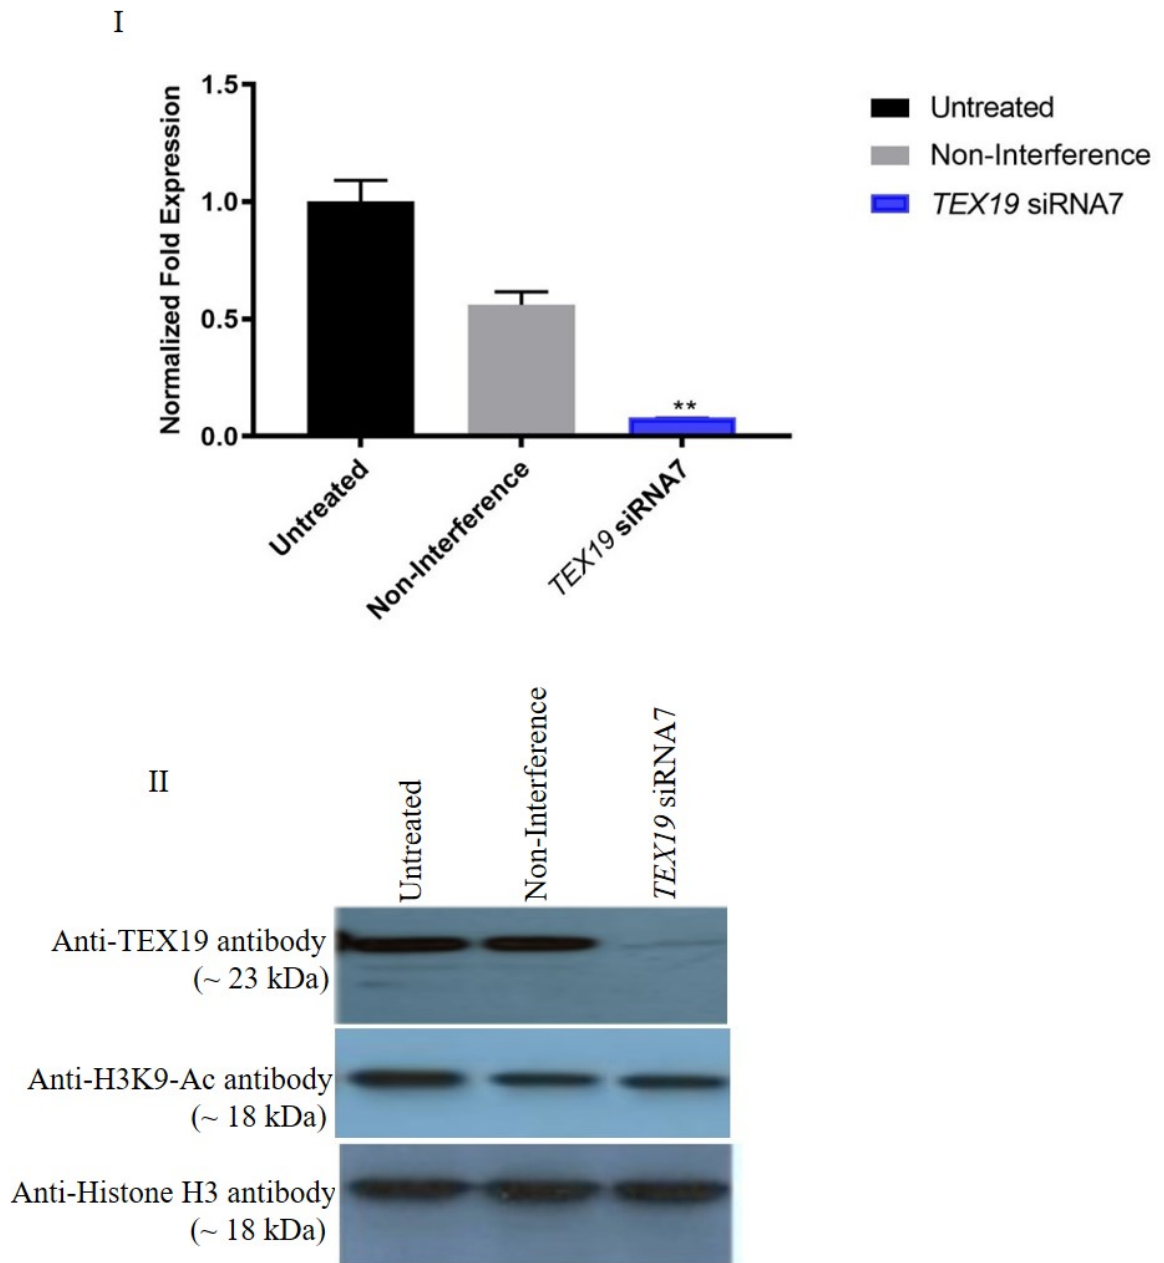 I
Normalized Fold Expression
1.5
1.0
0.5
0.0
**
Untreated
Non-Interference
TEX19 siRNA7
Untreated
Non-Interference
TEX19 siRNA7
II
Untreated
Non-Interference
TEX19 siRNA7
Anti-TEX19 antibody
(~ 23 kDa)
Anti-H3K9-Ac antibody
(~ 18 kDa)
Anti-Histone H3 antibody
(~ 18 kDa)